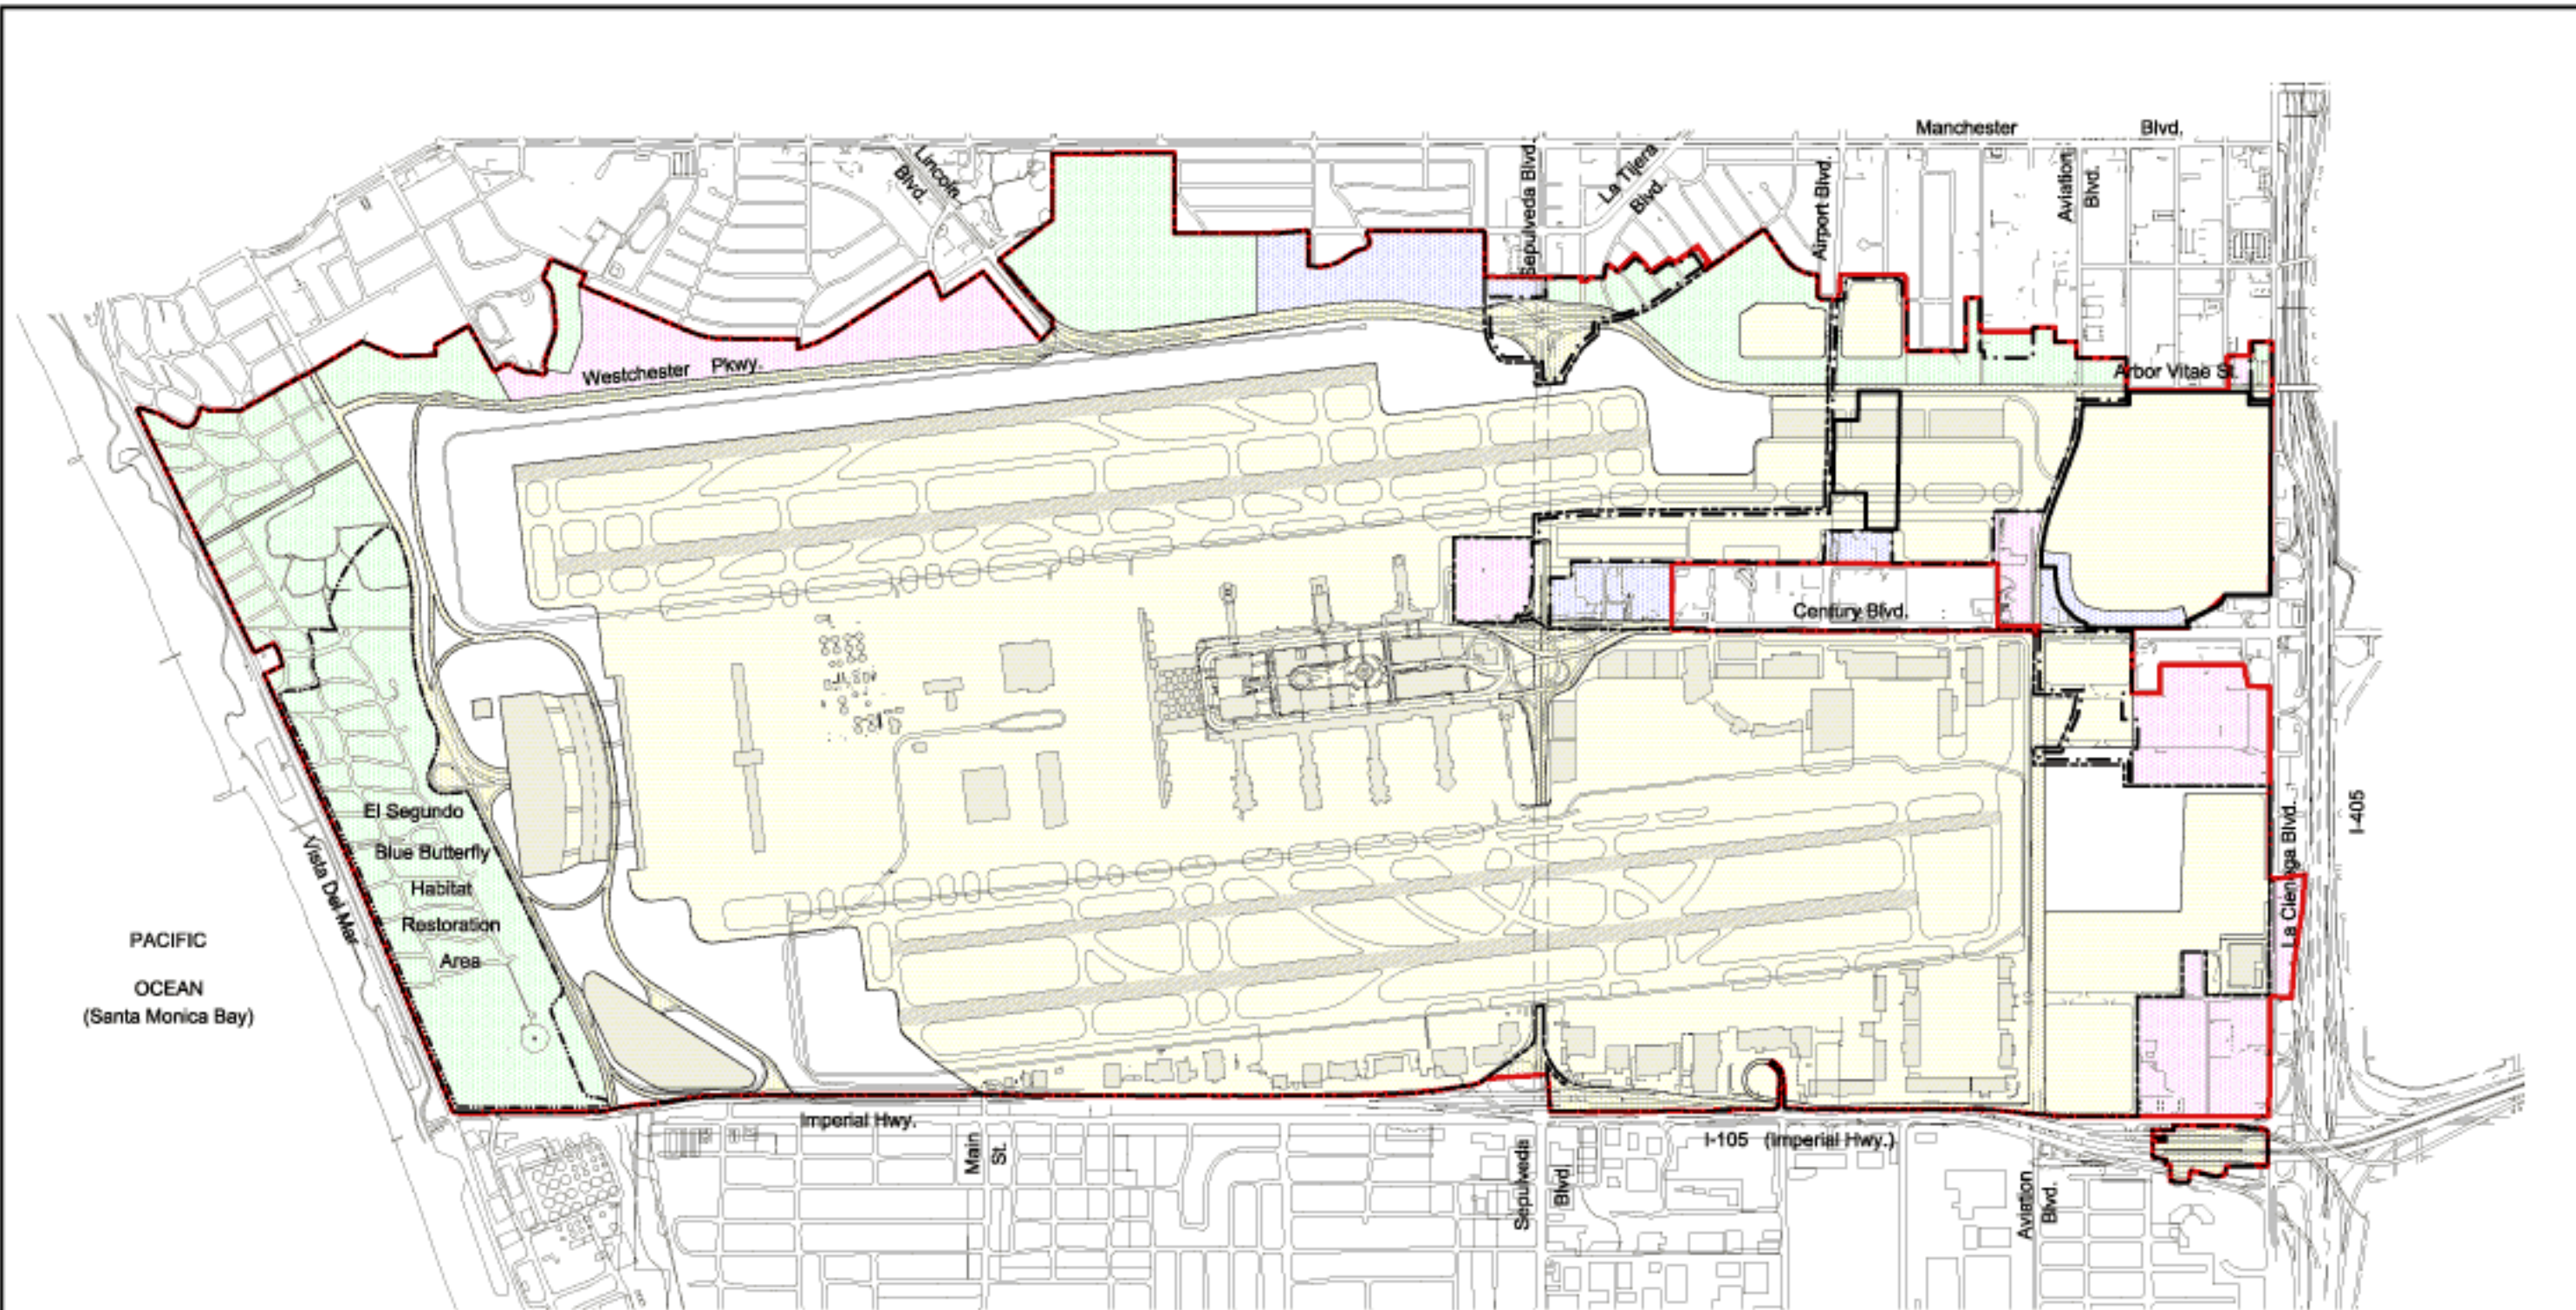 Manchester Blvd.
Lincoln
Blvd.
Sepulveda Blvd.
La Tijera
Blvd.
Airport Blvd.
Aviation
Blvd.
Westchester Pkwy.
Arbor Vitae St.
Century Blvd.
El Segundo
Blue Butterfly
Habitat
Restoration
Area
Vista Del Mar
PACIFIC
OCEAN
(Santa Monica Bay)
La Cienega Blvd.
I-405
Imperial Hwy.
Main
St.
Sepulveda
Blvd.
I-105 (Imperial Hwy.)
Aviation
Blvd.